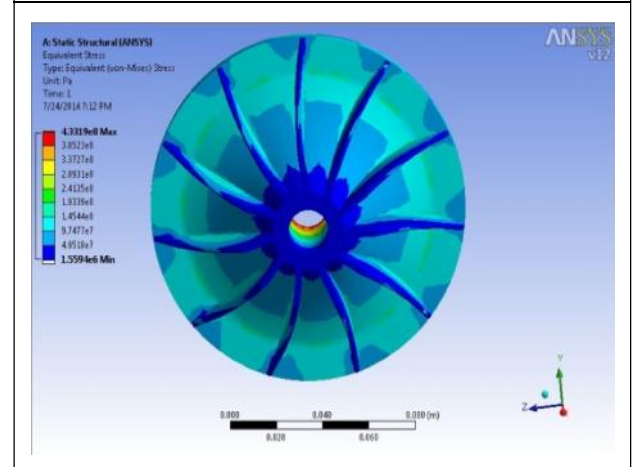 A: Static Structural (ANSYS)
Equivalent Stress
Type: Equivalent (von-Mises) Stress
Unit: Pa
Time: 1
7/24/2014 7:12 PM
4.3319e8 Max
3.8523e8
3.3727e8
2.8931e8
2.4135e8
1.9339e8
1.4544e8
9.7477e7
4.9518e7
1.5594e6 Min
ANSYS
v12
Y
Z
X
0.000 0.040 0.080 (m)
0.020 0.060